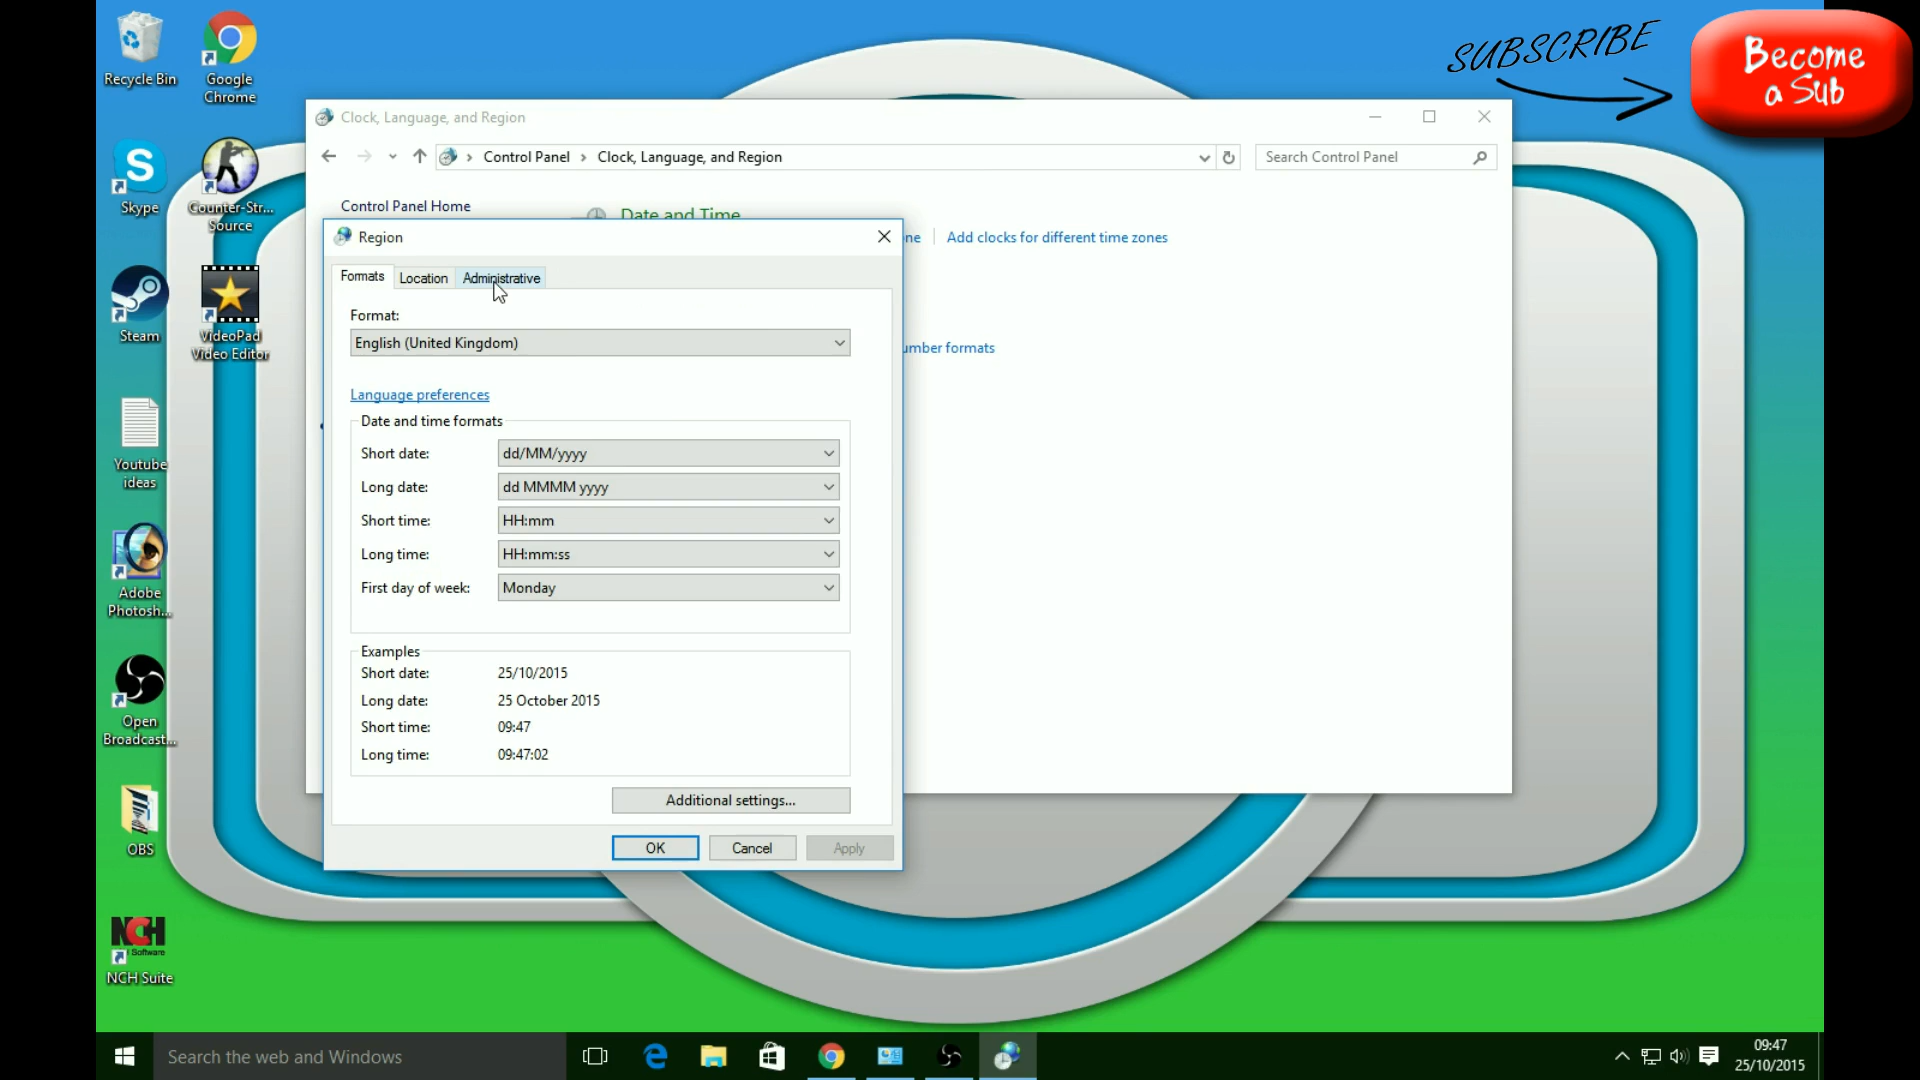 SUBSCRIBE
Become
a Sub
Recycle Bin
Google
Chrome
Skype
Counter-Str...
Source
Steam
VideoPad
Video Editor
Youtube
ideas
Adobe
Photosh...
Open
Broadcast...
OBS
NCH
Software
NCH Suite
Clock, Language, and Region
Control Panel > Clock, Language, and Region
Search Control Panel
Control Panel Home
Date and Time
Add clocks for different time zones
umber formats
Region
Formats
Location
Administrative
Format:
English (United Kingdom)
Language preferences
Date and time formats
Short date: dd/MM/yyyy
Long date: dd MMMM yyyy
Short time: HH:mm
Long time: HH:mm:ss
First day of week: Monday
Examples
Short date: 25/10/2015
Long date: 25 October 2015
Short time: 09:47
Long time: 09:47:02
Additional settings...
OK
Cancel
Apply
Search the web and Windows
09:47
25/10/2015